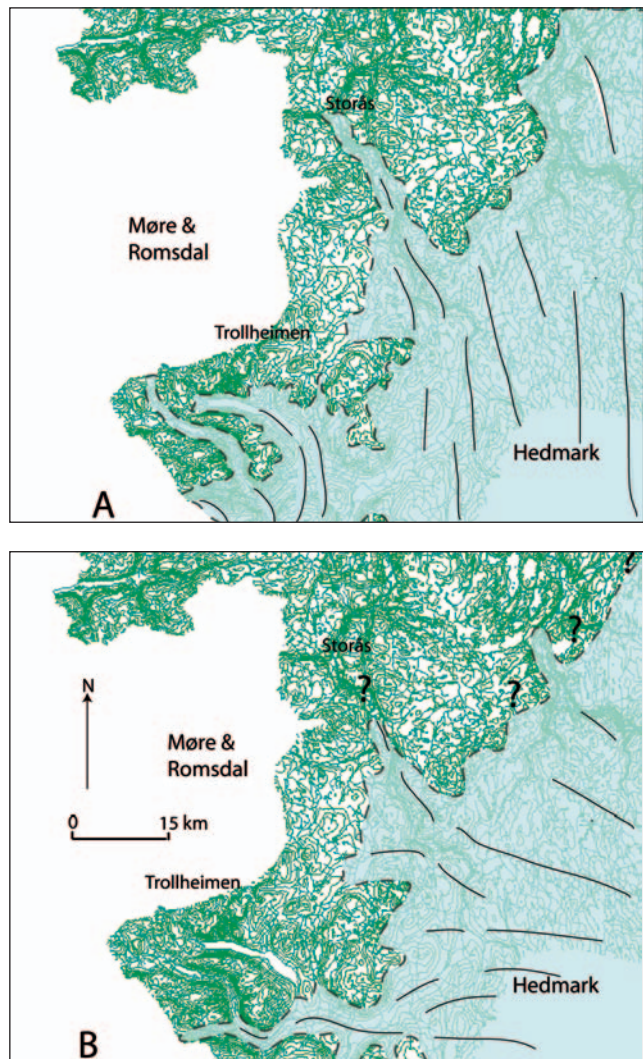 Storås
Møre &
Romsdal
Trollheimen
Hedmark
A
?
?
Storås
?
?
N
Møre &
Romsdal
0 15 km
Trollheimen
Hedmark
B